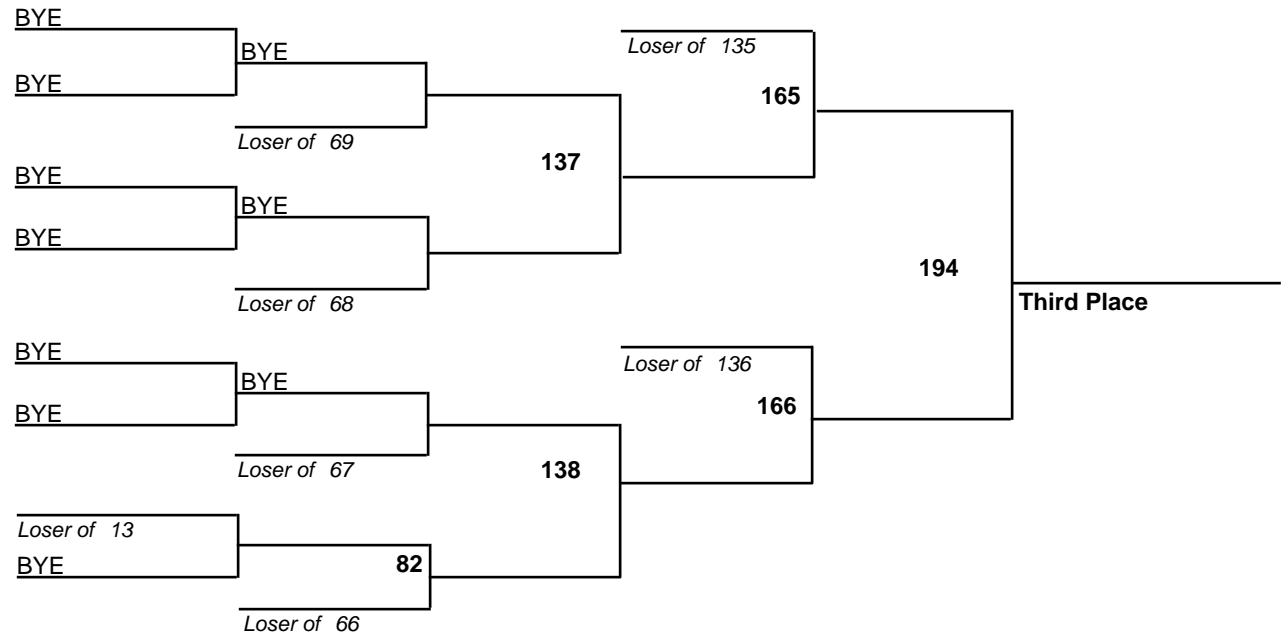 BYE
BYE
BYE
Loser of 69
BYE
BYE
BYE
Loser of 68
BYE
BYE
BYE
Loser of 67
Loser of 13
BYE
82
Loser of 66
137
138
Loser of 135
165
Loser of 136
166
194
Third Place